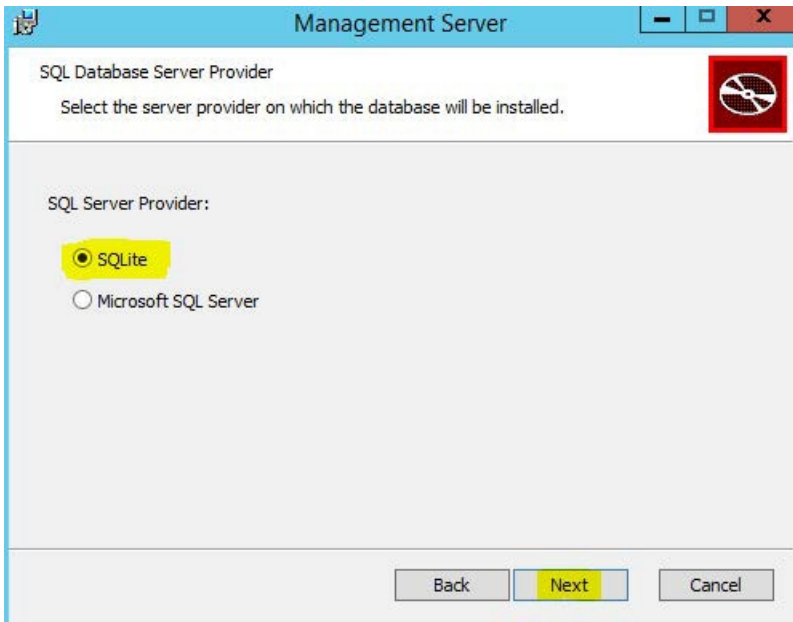 Management Server
SQL Database Server Provider
Select the server provider on which the database will be installed.
SQL Server Provider:
SQLite
Microsoft SQL Server
Back Next Cancel